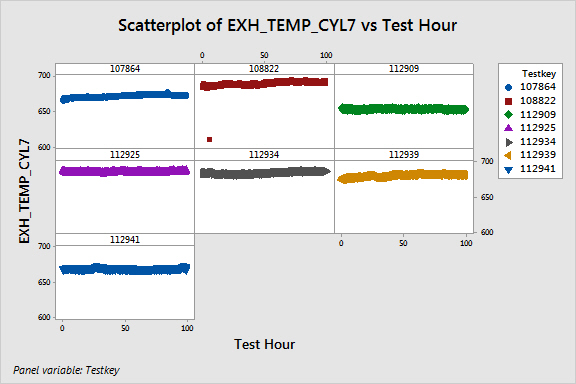 Scatterplot of EXH_TEMP_CYL7 vs Test Hour
0 50 100
107864 108822 112909
700
650
600
112925 112934 112939
700
650
600
112941
700
650
600
0 50 100
0 50 100
EXH_TEMP_CYL7
Test Hour
Testkey
107864
108822
112909
112925
112934
112939
112941
Panel variable: Testkey